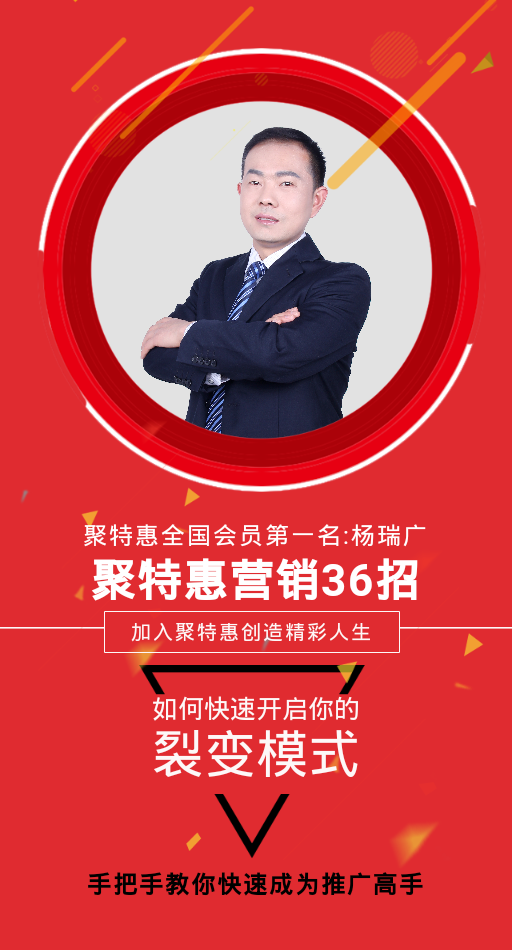 聚特惠全国会员第一名:杨瑞广
聚特惠营销36招
加入聚特惠创造精彩人生
如何快速开启你的
裂变模式
手把手教你快速成为推广高手